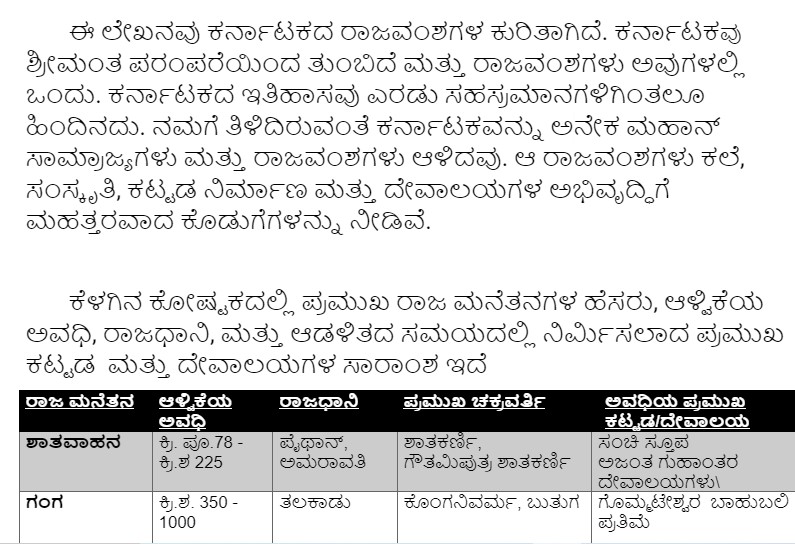 ಈ ಲೇಖನವು ಕರ್ನಾಟಕದ ರಾಜವಂಶಗಳ ಕುರಿತಾಗಿದೆ. ಕರ್ನಾಟಕವು
ಶ್ರೀಮಂತ ಪರಂಪರೆಯಿಂದ ತುಂಬಿದೆ ಮತ್ತು ರಾಜವಂಶಗಳು ಅವುಗಳಲ್ಲಿ
ಒಂದು. ಕರ್ನಾಟಕದ ಇತಿಹಾಸವು ಎರಡು ಸಹಸ್ರಮಾನಗಳಿಗಿಂತಲೂ
ಹಿಂದಿನದು. ನಮಗೆ ತಿಳಿದಿರುವಂತೆ ಕರ್ನಾಟಕವನ್ನು ಅನೇಕ ಮಹಾನ್
ಸಾಮ್ರಾಜ್ಯಗಳು ಮತ್ತು ರಾಜವಂಶಗಳು ಆಳಿದವು. ಆ ರಾಜವಂಶಗಳು ಕಲೆ,
ಸಂಸ್ಕೃತಿ, ಕಟ್ಟಡ ನಿರ್ಮಾಣ ಮತ್ತು ದೇವಾಲಯಗಳ ಅಭಿವೃದ್ಧಿಗೆ
ಮಹತ್ತರವಾದ ಕೊಡುಗೆಗಳನ್ನು ನೀಡಿವೆ.
ಕೆಳಗಿನ ಕೋಷ್ಟಕದಲ್ಲಿ ಪ್ರಮುಖ ರಾಜ ಮನೆತನಗಳ ಹೆಸರು, ಆಳ್ವಿಕೆಯ
ಅವಧಿ, ರಾಜಧಾನಿ, ಮತ್ತು ಆಡಳಿತದ ಸಮಯದಲ್ಲಿ ನಿರ್ಮಿಸಲಾದ ಪ್ರಮುಖ
ಕಟ್ಟಡ ಮತ್ತು ದೇವಾಲಯಗಳ ಸಾರಾಂಶ ಇದೆ
ರಾಜ ಮನೆತನ ಆಳ್ವಿಕೆಯ ರಾಜಧಾನಿ ಪ್ರಮುಖ ಚಕ್ರವರ್ತಿ ಅವಧಿಯ ಪ್ರಮುಖ
ಅವಧಿ ಕಟ್ಟಡ/ದೇವಾಲಯ
ಶಾತವಾಹನ ಕ್ರಿ. ಪೂ.78 - ಪೈಥಾನ್, ಶಾತಕರ್ಣಿ, ಸಂಚಿ ಸ್ತೂಪ
ಕ್ರಿ.ಶ 225 ಅಮರಾವತಿ ಗೌತಮಿಪುತ್ರ ಶಾತಕರ್ಣಿ ಅಜಂತ ಗುಹಾಂತರ
ದೇವಾಲಯಗಳು\
ಗಂಗ ಕ್ರಿ.ಶ. 350 - ತಲಕಾಡು ಕೊಂಗನಿವರ್ಮ, ಬುತುಗ ಗೊಮ್ಮಟೇಶ್ವರ ಬಾಹುಬಲಿ
1000 ಪ್ರತಿಮೆ